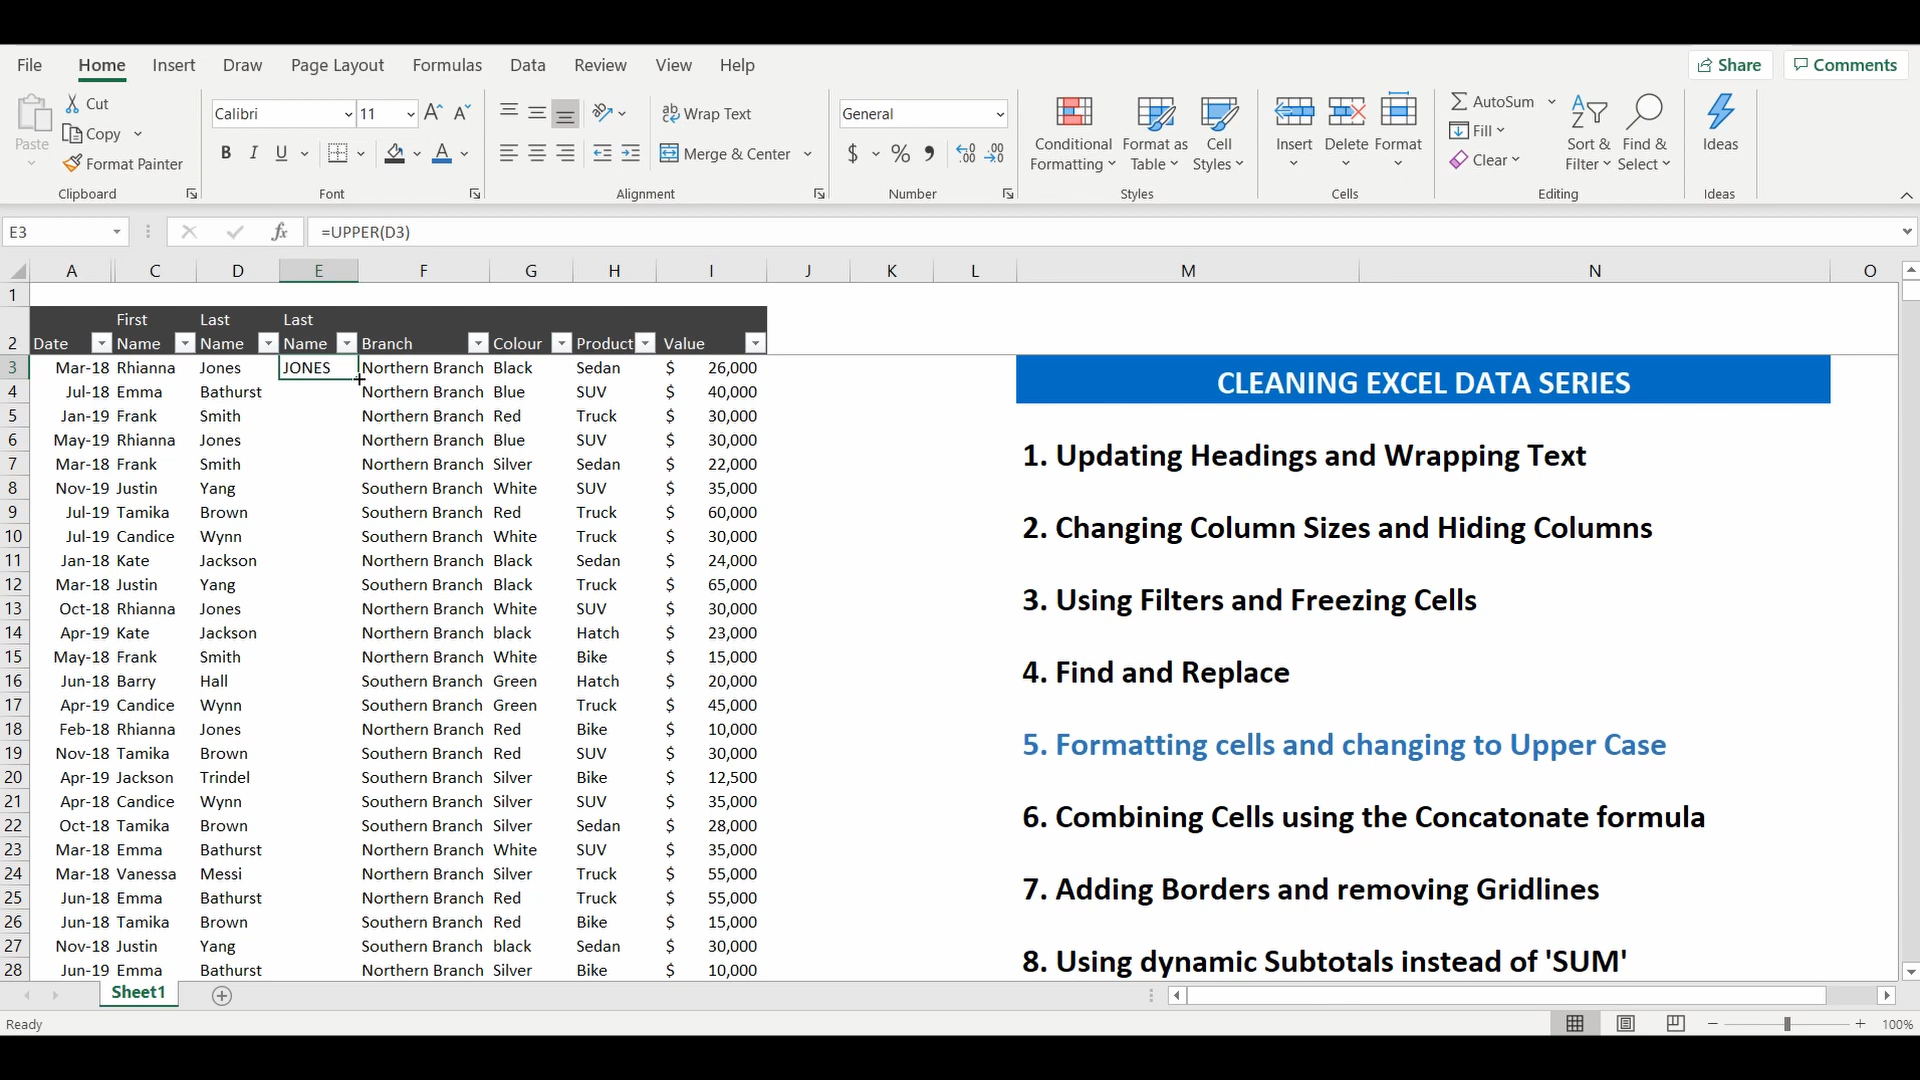 File Home Insert Draw Page Layout Formulas Data Review View Help Share Comments
Paste Cut Copy Format Painter
Calibri 11 B I U A
Wrap Text
Merge & Center
General
$ % 9
Conditional Formatting Format as Table Cell Styles
Insert Delete Format
AutoSum Fill Clear
Sort & Filter Find & Select
Ideas
Clipboard Font Alignment Number Styles Cells Editing Ideas
E3 fx =UPPER(D3)
A C D E F G H I J K L M N O
1
2 Date First Name Last Name Last Name Branch Colour Product Value
3 Mar-18 Rhianna Jones JONES Northern Branch Black Sedan $ 26,000
4 Jul-18 Emma Bathurst Northern Branch Blue SUV $ 40,000
5 Jan-19 Frank Smith Northern Branch Red Truck $ 30,000
6 May-19 Rhianna Jones Northern Branch Blue SUV $ 30,000
7 Mar-18 Frank Smith Northern Branch Silver Sedan $ 22,000
8 Nov-19 Justin Yang Southern Branch White SUV $ 35,000
9 Jul-19 Tamika Brown Southern Branch Red Truck $ 60,000
10 Jul-19 Candice Wynn Southern Branch White Truck $ 30,000
11 Jan-18 Kate Jackson Northern Branch Black Sedan $ 24,000
12 Mar-18 Justin Yang Southern Branch Black Truck $ 65,000
13 Oct-18 Rhianna Jones Northern Branch White SUV $ 30,000
14 Apr-19 Kate Jackson Northern Branch black Hatch $ 23,000
15 May-18 Frank Smith Northern Branch White Bike $ 15,000
16 Jun-18 Barry Hall Northern Branch Green Hatch $ 20,000
17 Apr-19 Candice Wynn Southern Branch Green Truck $ 45,000
18 Feb-18 Rhianna Jones Northern Branch Red Bike $ 10,000
19 Nov-18 Tamika Brown Southern Branch Red SUV $ 30,000
20 Apr-19 Jackson Trindel Southern Branch Silver Bike $ 12,500
21 Apr-18 Candice Wynn Southern Branch Silver SUV $ 35,000
22 Oct-18 Tamika Brown Southern Branch Silver Sedan $ 28,000
23 Mar-18 Emma Bathurst Northern Branch White SUV $ 35,000
24 Mar-18 Vanessa Messi Northern Branch Silver Truck $ 55,000
25 Jun-18 Emma Bathurst Northern Branch Red Truck $ 55,000
26 Jun-18 Tamika Brown Southern Branch Red Bike $ 15,000
27 Nov-18 Justin Yang Southern Branch black Sedan $ 30,000
28 Jun-19 Emma Bathurst Northern Branch Silver Bike $ 10,000
CLEANING EXCEL DATA SERIES
1. Updating Headings and Wrapping Text
2. Changing Column Sizes and Hiding Columns
3. Using Filters and Freezing Cells
4. Find and Replace
5. Formatting cells and changing to Upper Case
6. Combining Cells using the Concatonate formula
7. Adding Borders and removing Gridlines
8. Using dynamic Subtotals instead of 'SUM'
Sheet1
Ready 100%